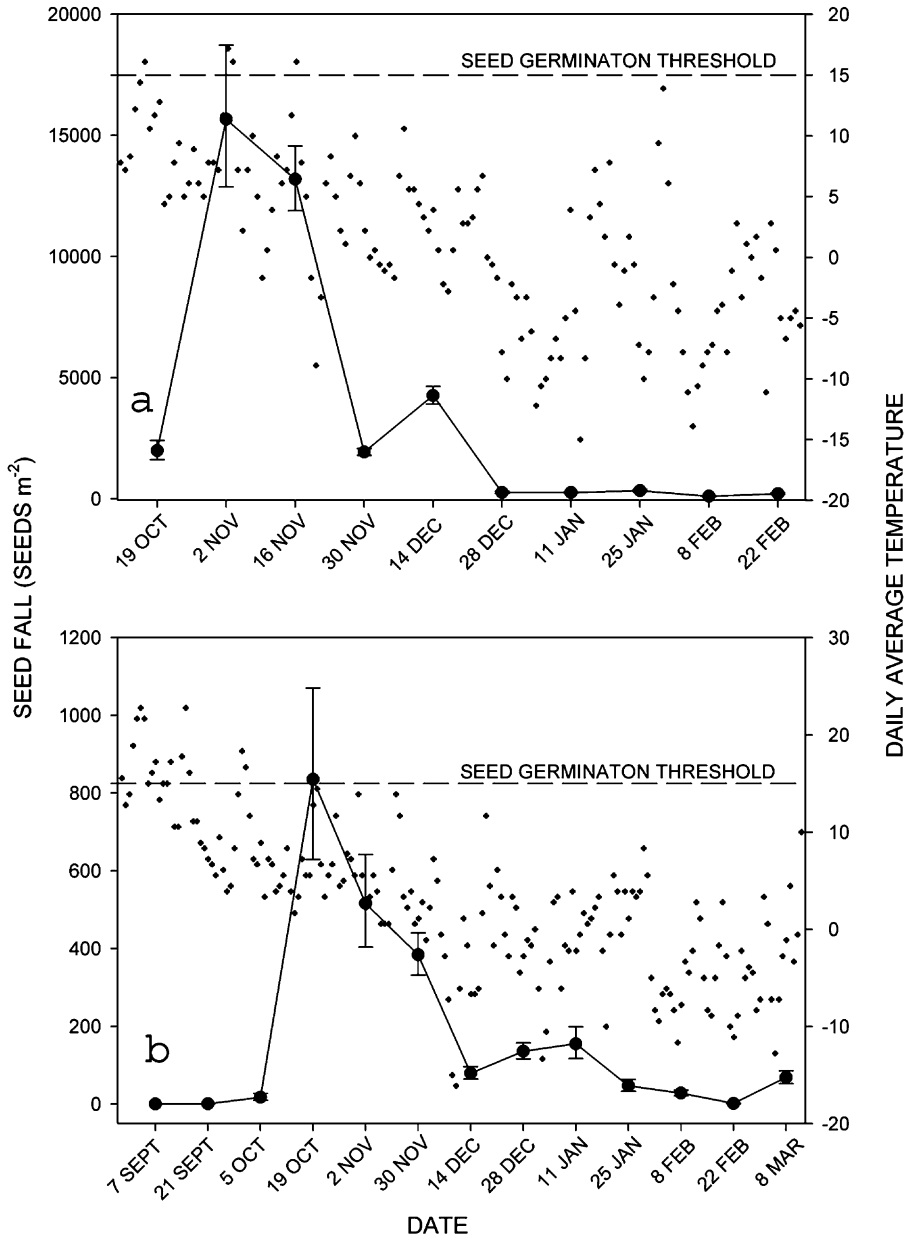 20000
15000
10000
5000
0
20
15
10
5
0
-5
-10
-15
-20
SEED GERMINATON THRESHOLD
a
19 OCT
2 NOV
16 NOV
30 NOV
14 DEC
28 DEC
11 JAN
25 JAN
8 FEB
22 FEB
SEED FALL (SEEDS m-2)
DAILY AVERAGE TEMPERATURE
1200
1000
800
600
400
200
0
30
20
10
0
-10
-20
SEED GERMINATON THRESHOLD
b
7 SEPT
21 SEPT
5 OCT
19 OCT
2 NOV
30 NOV
14 DEC
28 DEC
11 JAN
25 JAN
8 FEB
22 FEB
8 MAR
DATE